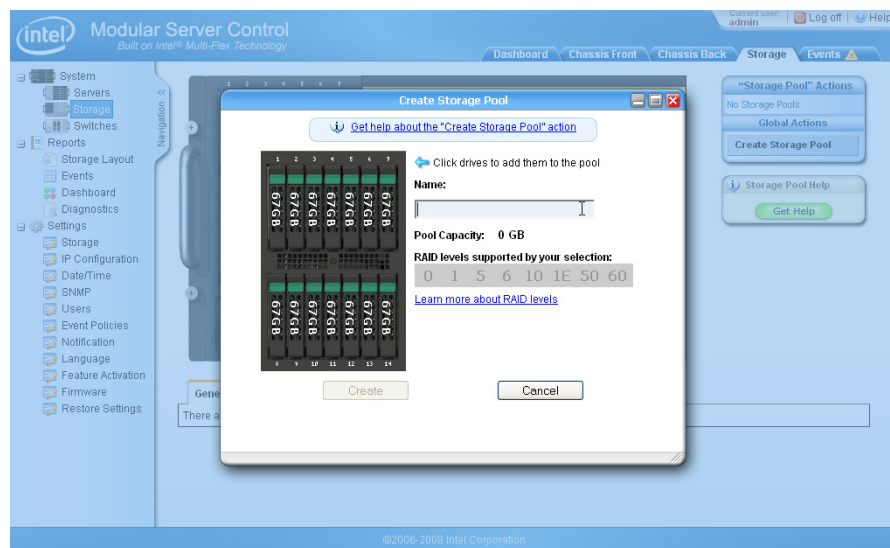 intel
Modular Server Control
Built on Intel® Multi-Flex Technology
Current user:
admin
Log off
Help
Dashboard
Chassis Front
Chassis Back
Storage
Events
System
Servers
Storage
Switches
Reports
Storage Layout
Events
Dashboard
Diagnostics
Settings
Storage
IP Configuration
Date/Time
SNMP
Users
Event Policies
Notification
Language
Feature Activation
Firmware
Restore Settings
Navigation
1 2 3 4 5 6 7
Create Storage Pool
Get help about the "Create Storage Pool" action
1 2 3 4 5 6 7
67GB 67GB 67GB 67GB 67GB 67GB 67GB
67GB 67GB 67GB 67GB 67GB 67GB 67GB
8 9 10 11 12 13 14
Click drives to add them to the pool
Name:
Pool Capacity: 0 GB
RAID levels supported by your selection:
0 1 5 6 10 1E 50 60
Learn more about RAID levels
Create
Cancel
Gene
There a
"Storage Pool" Actions
No Storage Pools
Global Actions
Create Storage Pool
Storage Pool Help
Get Help
©2006-2008 Intel Corporation